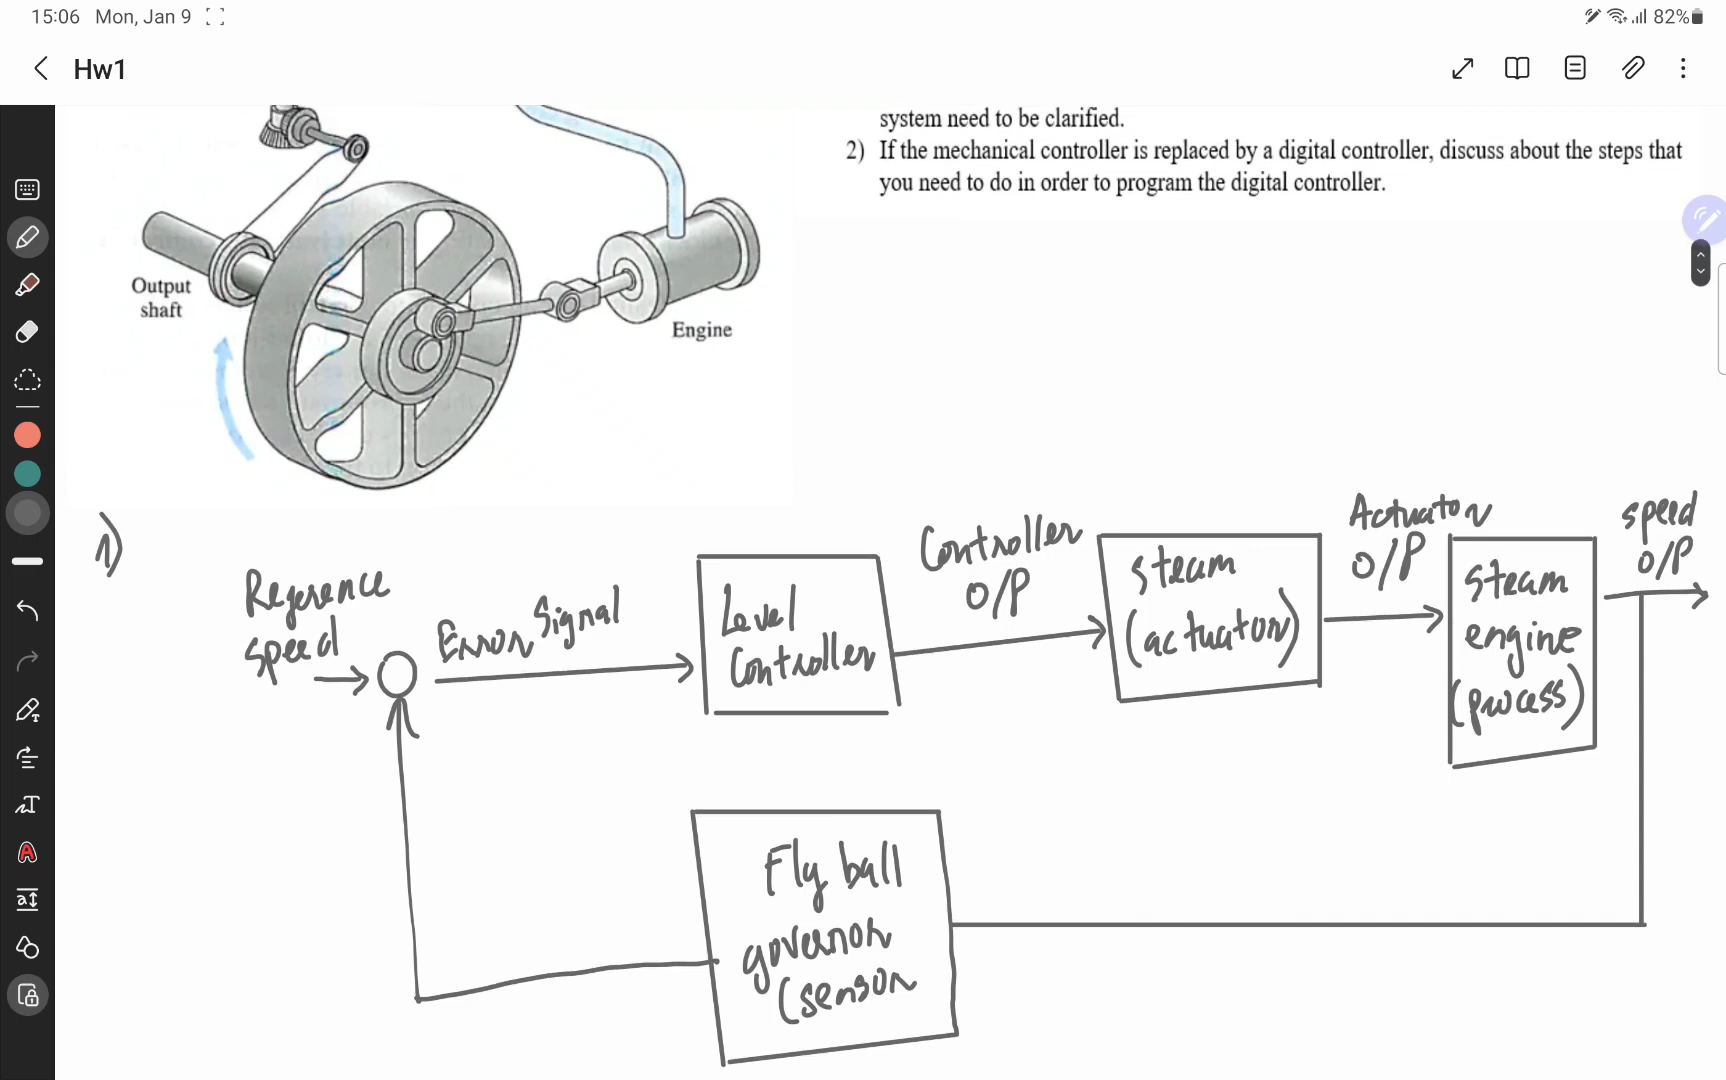 15:06 Mon, Jan 9
82%
Hw1
system need to be clarified.
2) If the mechanical controller is replaced by a digital controller, discuss about the steps that
you need to do in order to program the digital controller.
Output
shaft
Engine
1)
Reference
speed
Error Signal
Level
Controller
Controller
O/P
steam
(actuator)
Actuator
O/P
steam
engine
(process)
speed
O/P
Fly ball
governor
(sensor